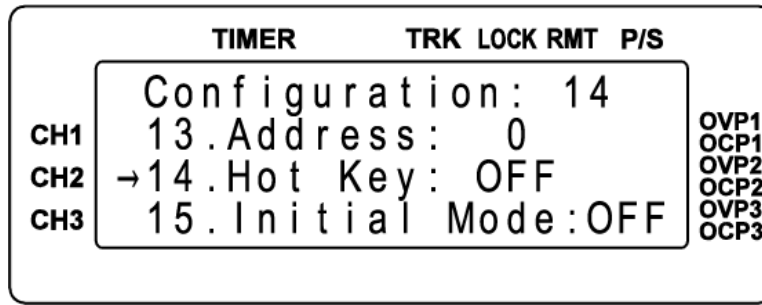 TIMER TRK LOCK RMT P/S
Configuration: 14
CH1 13.Address: 0 OVP1 OCP1
CH2 →14.Hot Key: OFF OVP2 OCP2
CH3 15.Initial Mode:OFF OVP3 OCP3